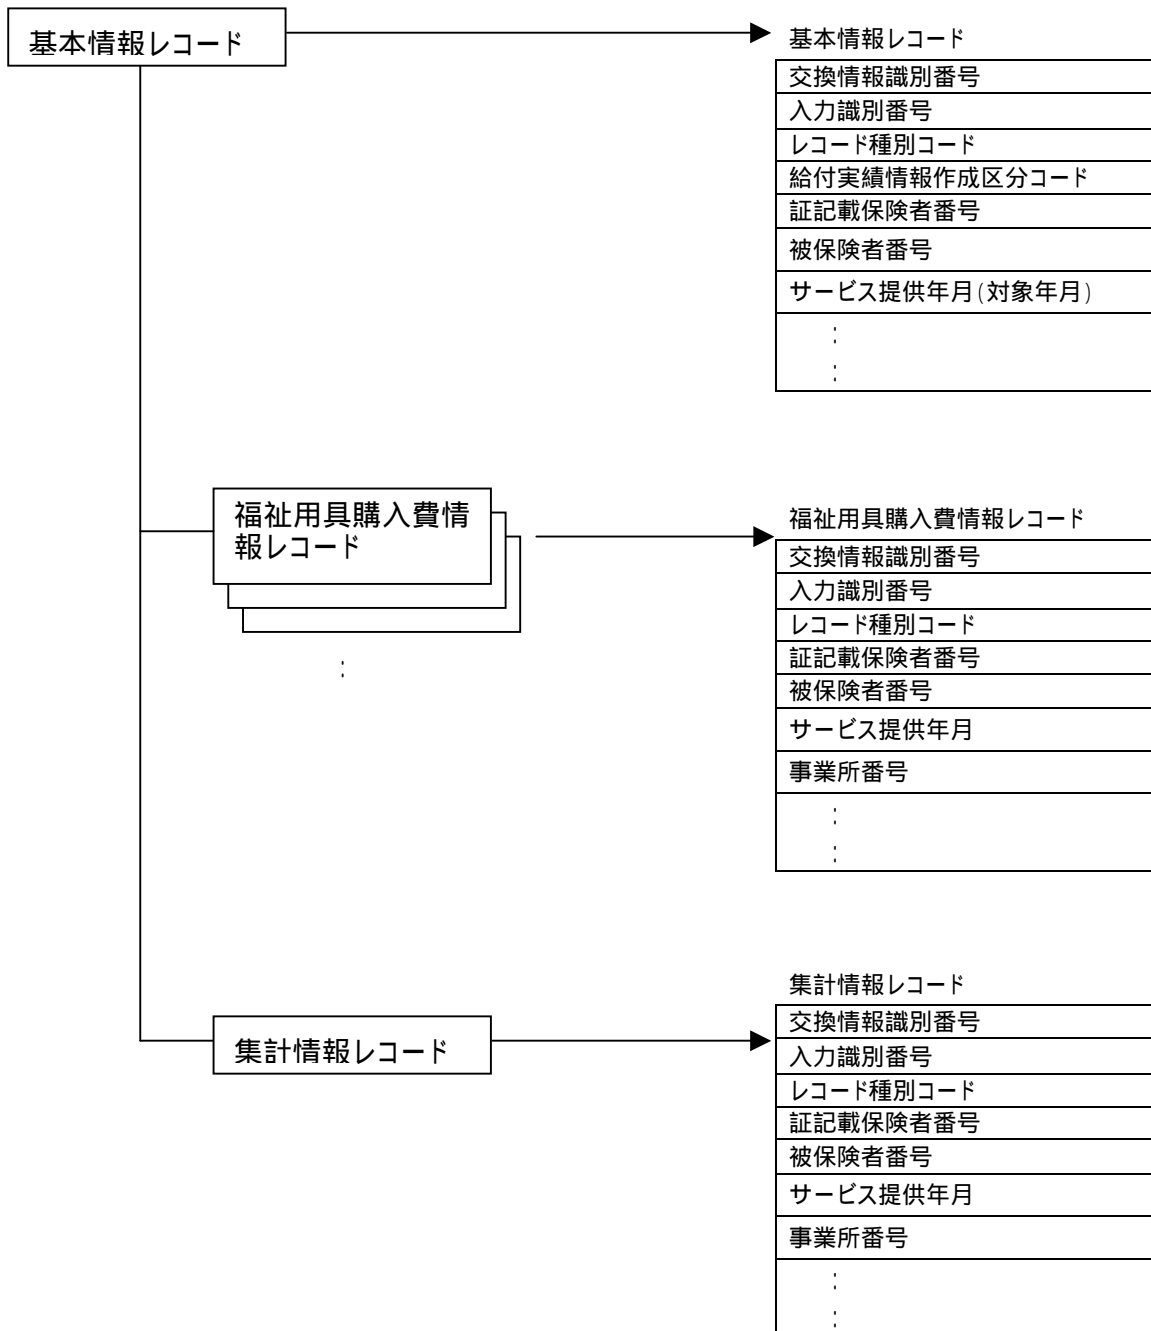 基本情報レコード
基本情報レコード
交換情報識別番号
入力識別番号
レコード種別コード
給付実績情報作成区分コード
証記載保険者番号
被保険者番号
サービス提供年月(対象年月)
:
:
福祉用具購入費情
報レコード
:
福祉用具購入費情報レコード
交換情報識別番号
入力識別番号
レコード種別コード
証記載保険者番号
被保険者番号
サービス提供年月
事業所番号
:
:
集計情報レコード
集計情報レコード
交換情報識別番号
入力識別番号
レコード種別コード
証記載保険者番号
被保険者番号
サービス提供年月
事業所番号
:
: